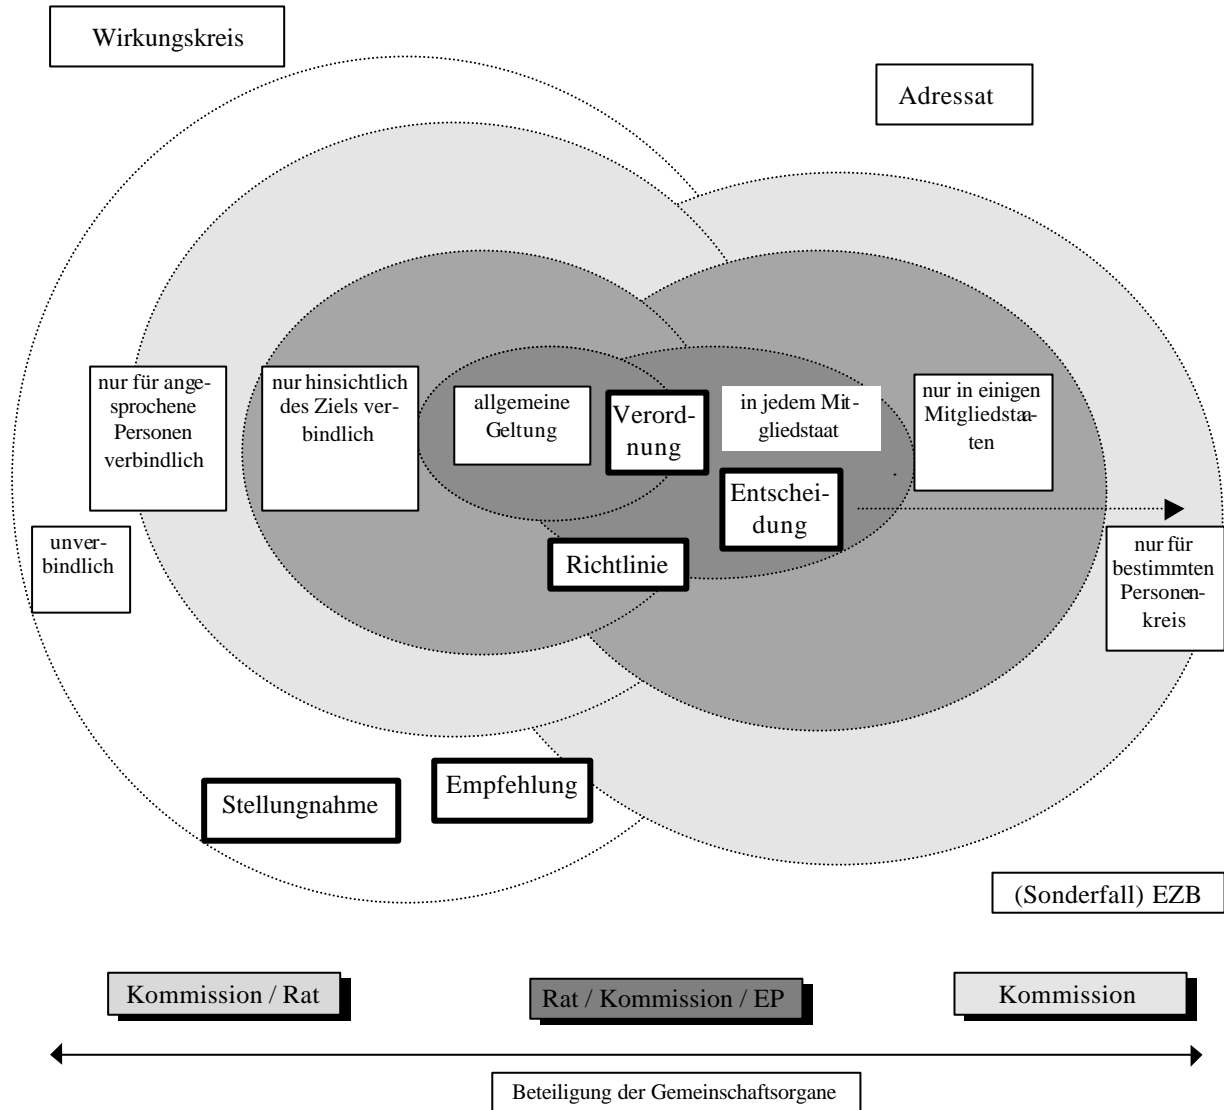 Wirkungskreis
Adressat
nur für ange-
sprochene
Personen
verbindlich
nur hinsichtlich
des Ziels ver-
bindlich
allgemeine
Geltung
Verord-
nung
in jedem Mit-
gliedstaat
nur in einigen
Mitgliedstaa-
ten
Entschei-
dung
unver-
bindlich
Richtlinie
nur für
bestimmten
Personen-
kreis
Empfehlung
Stellungnahme
(Sonderfall) EZB
Kommission / Rat
Rat / Kommission / EP
Kommission
Beteiligung der Gemeinschaftsorgane